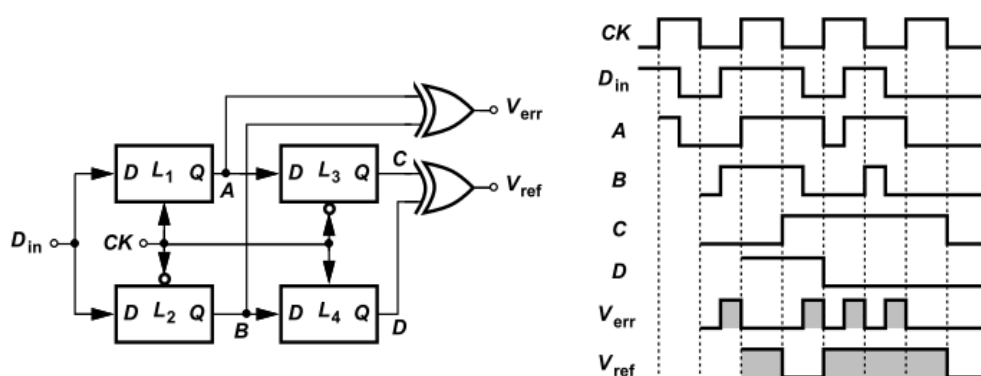 D L1 Q
A
D L3 Q
C
Verr
Vref
Din
CK
D L2 Q
B
D L4 Q
D
CK
Din
A
B
C
D
Verr
Vref